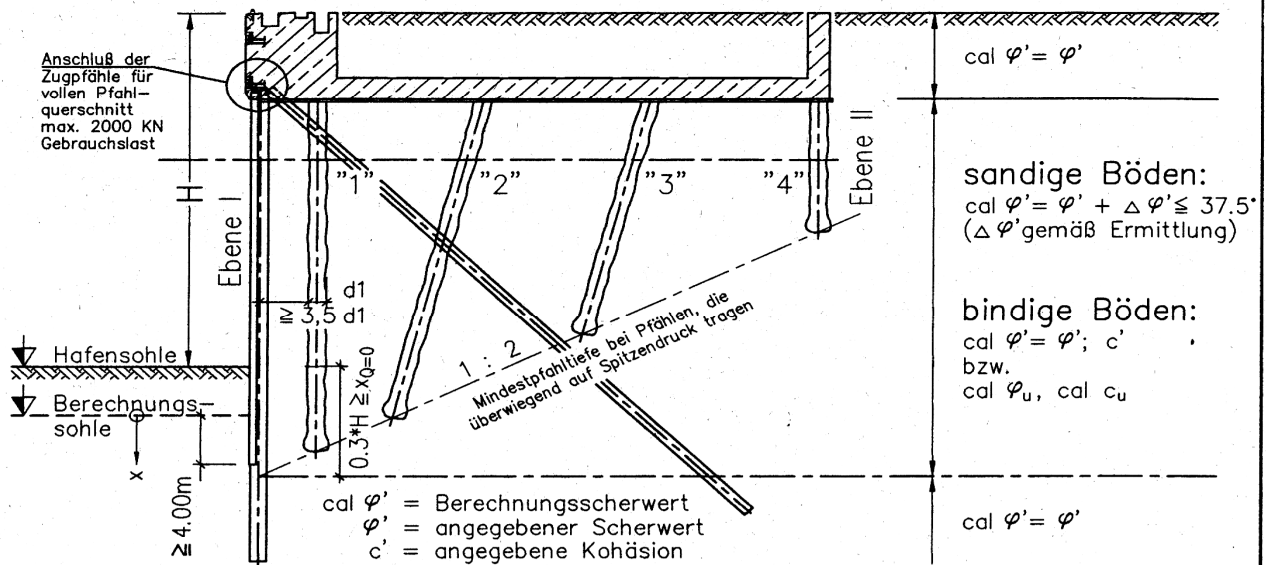 Anschluß der
Zugpfähle für
vollen Pfahl-
querschnitt
max. 2000 KN
Gebrauchslast
H
Ebene I
"1"
"2"
"3"
"4"
Ebene II
d1
≧ 3,5 d1
Hafensohle
Berechnungs-
sohle
x
≧4.00m
0.3*H ≧ xQ=0
1 : 2
Mindestpfahltiefe bei Pfählen, die
überwiegend auf Spitzendruck tragen
cal φ' = Berechnungsscherwert
φ' = angegebener Scherwert
c' = angegebene Kohäsion
cal φ'= φ'
sandige Böden:
cal φ'= φ' + △φ'≦ 37.5°
(△φ'gemäß Ermittlung)
bindige Böden:
cal φ'= φ'; c'
bzw.
cal φu, cal cu
cal φ'= φ'